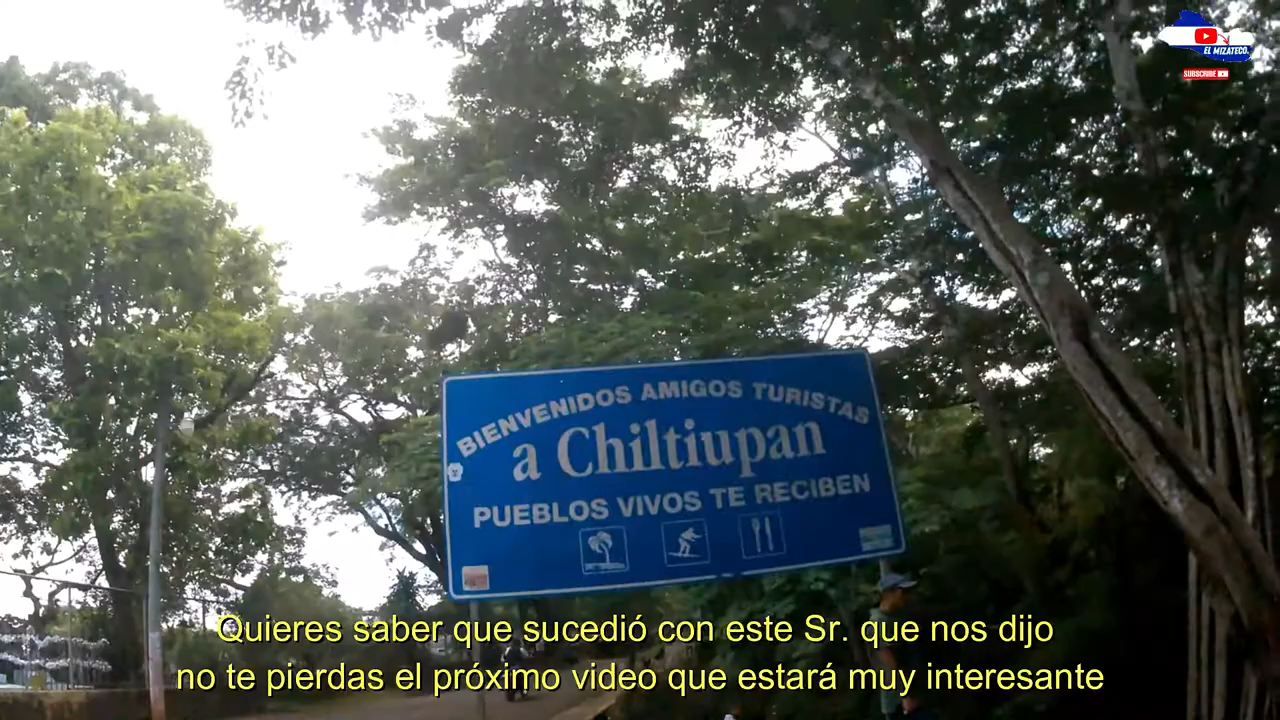 EL MIZATECO.
SUBSCRIBE
BIENVENIDOS AMIGOS TURISTAS
a Chiltiupan
PUEBLOS VIVOS TE RECIBEN
Quieres saber que sucedió con este Sr. que nos dijo
no te pierdas el próximo video que estará muy interesante